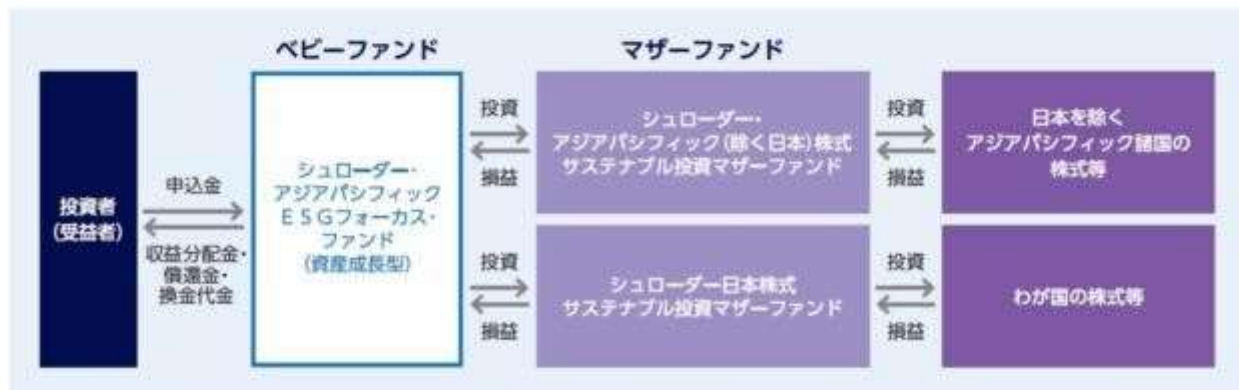 ベビーファンド
マザーファンド
投資者
(受益者)
申込金
収益分配金・
償還金・
換金代金
シュローダー・
アジアパシフィック
ESGフォーカス・
ファンド
(資産成長型)
投資
損益
シュローダー・
アジアパシフィック(除く日本)株式
サステナブル投資マザーファンド
投資
損益
日本を除く
アジアパシフィック諸国の
株式等
投資
損益
シュローダー日本株式
サステナブル投資マザーファンド
投資
損益
わが国の株式等